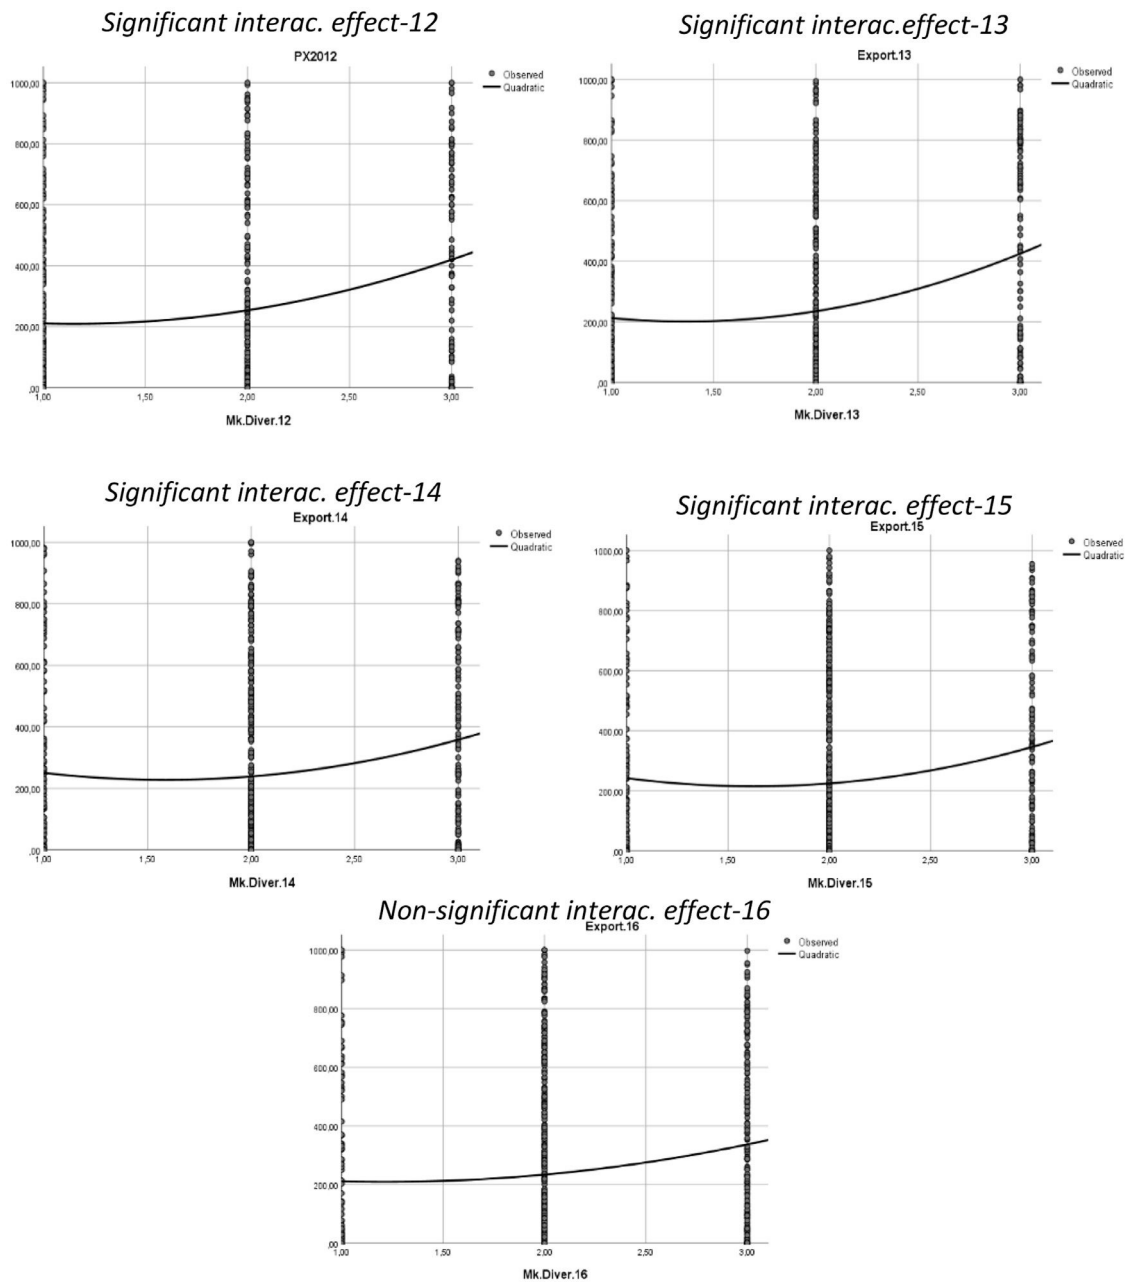 Significant interac. effect-12
PX2012
Observed
Quadratic
1000,00
800,00
600,00
400,00
200,00
,00
1,00 1,50 2,00 2,50 3,00
Mk.Diver.12
Significant interac.effect-13
Export.13
Observed
Quadratic
1000,00
800,00
600,00
400,00
200,00
,00
1,00 1,50 2,00 2,50 3,00
Mk.Diver.13
Significant interac. effect-14
Export.14
Observed
Quadratic
1000,00
800,00
600,00
400,00
200,00
,00
1,00 1,50 2,00 2,50 3,00
Mk.Diver.14
Significant interac. effect-15
Export.15
Observed
Quadratic
1000,00
800,00
600,00
400,00
200,00
,00
1,00 1,50 2,00 2,50 3,00
Mk.Diver.15
Non-significant interac. effect-16
Export.16
Observed
Quadratic
1000,00
800,00
600,00
400,00
200,00
,00
1,00 1,50 2,00 2,50 3,00
Mk.Diver.16